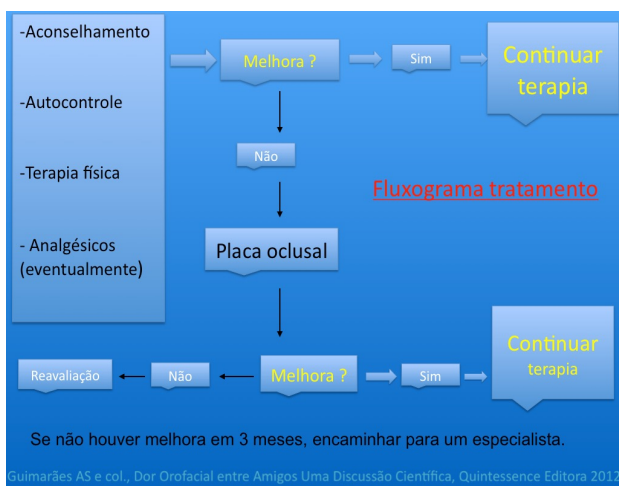 -Aconselhamento
-Autocontrole
-Terapia física
- Analgésicos
(eventualmente)
Melhora ?
Sim
Continuar
terapia
Não
Fluxograma tratamento
Placa oclusal
Melhora ?
Sim
Continuar
terapia
Não
Reavaliação
Se não houver melhora em 3 meses, encaminhar para um especialista.
Guimarães AS e col., Dor Orofacial entre Amigos Uma Discussão Científica, Quintessence Editora 2012